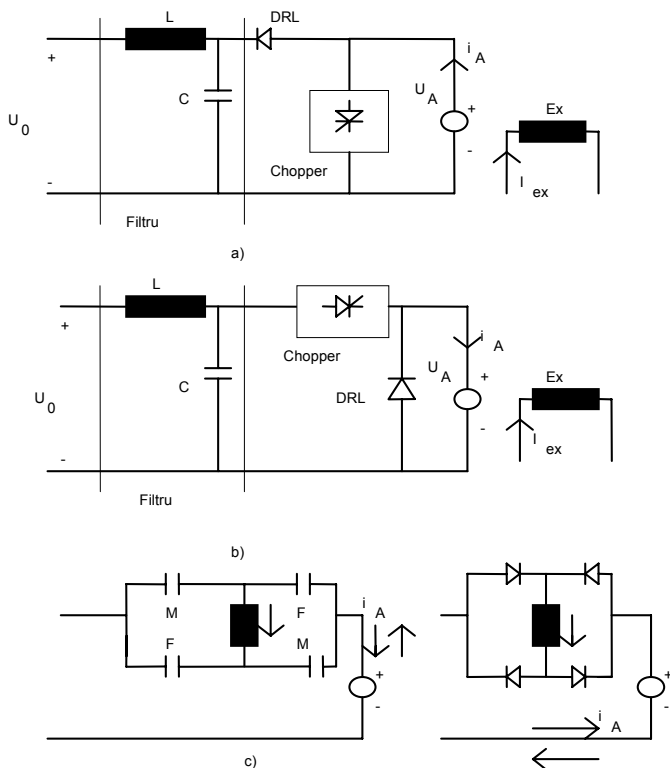 L
DRL
i A
+
U A
U 0
C
+
Ex
-
Chopper
-
I ex
Filtru
a)
L
+
i A
Chopper
U A
+
Ex
C
U 0
DRL
-
I ex
-
Filtru
b)
i A
M
F
F
M
+
-
+
-
i A
c)